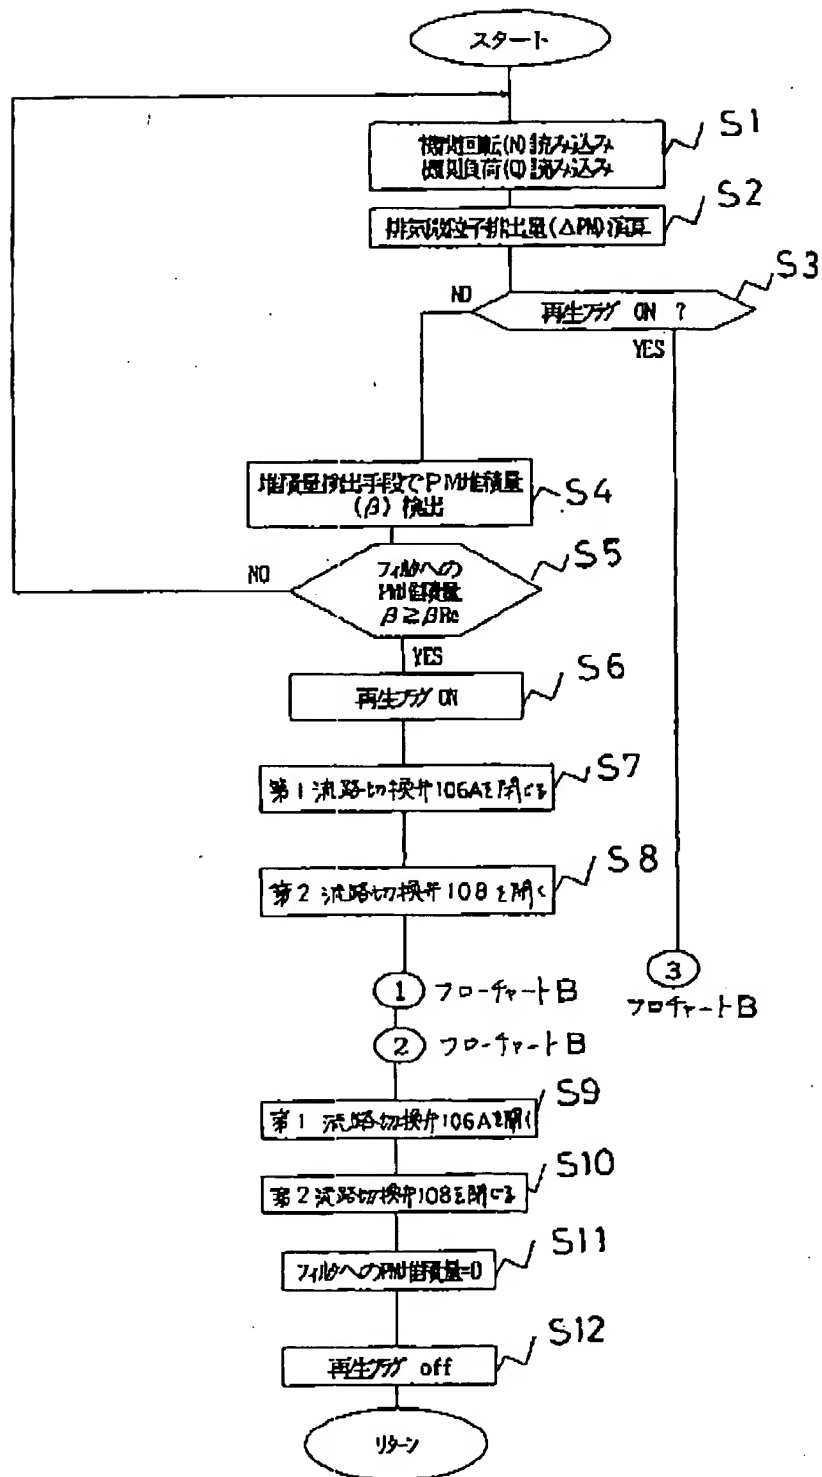 スタート
機関回転(N)読み込み
機関負荷(Q)読み込み
S1
排気微粒子排出量(ΔPM)演算
S2
再生フラグ ON ?
S3
NO
YES
堆積量検出手段でPM堆積量
(β) 検出
S4
フィルタへの
PM堆積量
β≧βRe
S5
NO
YES
再生フラグ ON
S6
第1流路切換弁106Aを閉じる
S7
第2流路切換弁108を開く
S8
1 フローチャートB
3
フロチャートB
2 フローチャートB
第1流路切換弁106Aを開く
S9
第2流路切換弁108を閉じる
S10
フィルタへのPM堆積量=0
S11
再生フラグ off
S12
リターン